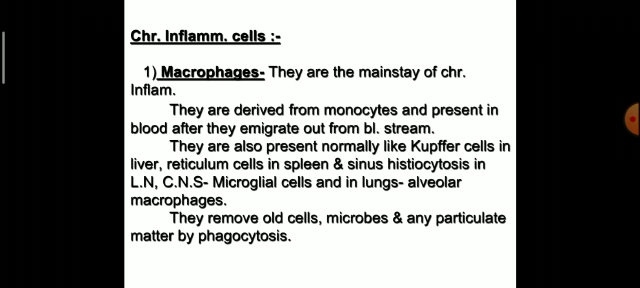 Chr. Inflamm. cells :-
1) Macrophages- They are the mainstay of chr.
Inflam.
They are derived from monocytes and present in
blood after they emigrate out from bl. stream.
They are also present normally like Kupffer cells in
liver, reticulum cells in spleen & sinus histiocytosis in
L.N, C.N.S- Microglial cells and in lungs- alveolar
macrophages.
They remove old cells, microbes & any particulate
matter by phagocytosis.